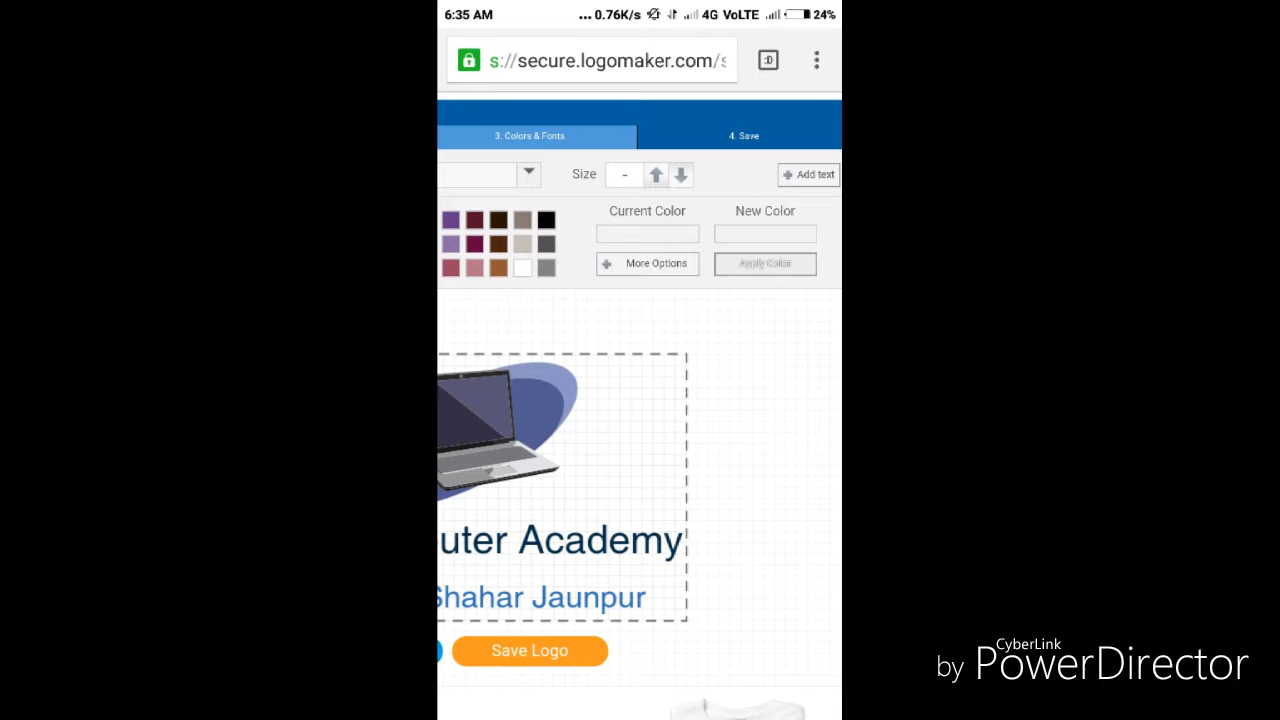 6:35 AM ... 0.76K/s 4G VoLTE 24%
s://secure.logomaker.com/s :D
3. Colors & Fonts 4. Save
Size - Add text
Current Color New Color
More Options Apply Color
uter Academy
Shahar Jaunpur
Save Logo
CyberLink
by PowerDirector